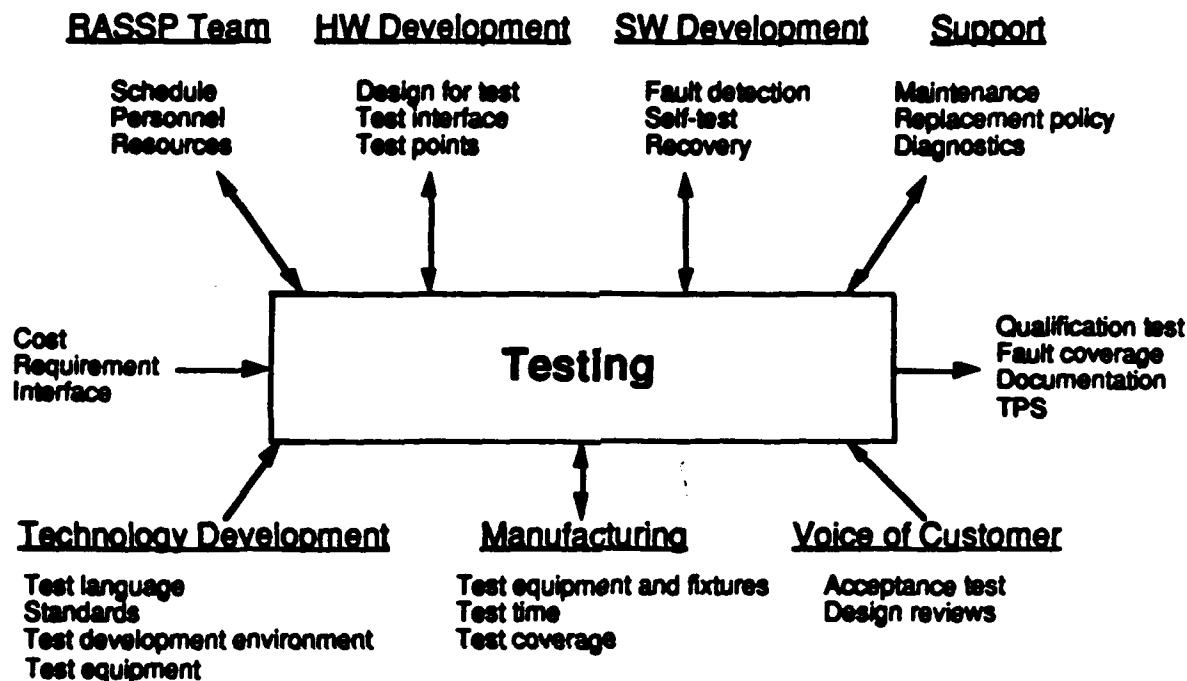 RASSP Team
Schedule
Personnel
Resources
HW Development
Design for test
Test interface
Test points
SW Development
Fault detection
Self-test
Recovery
Support
Maintenance
Replacement policy
Diagnostics
Cost
Requirement
Interface
Testing
Qualification test
Fault coverage
Documentation
TPS
Technology Development
Test language
Standards
Test development environment
Test equipment
Manufacturing
Test equipment and fixtures
Test time
Test coverage
Voice of Customer
Acceptance test
Design reviews